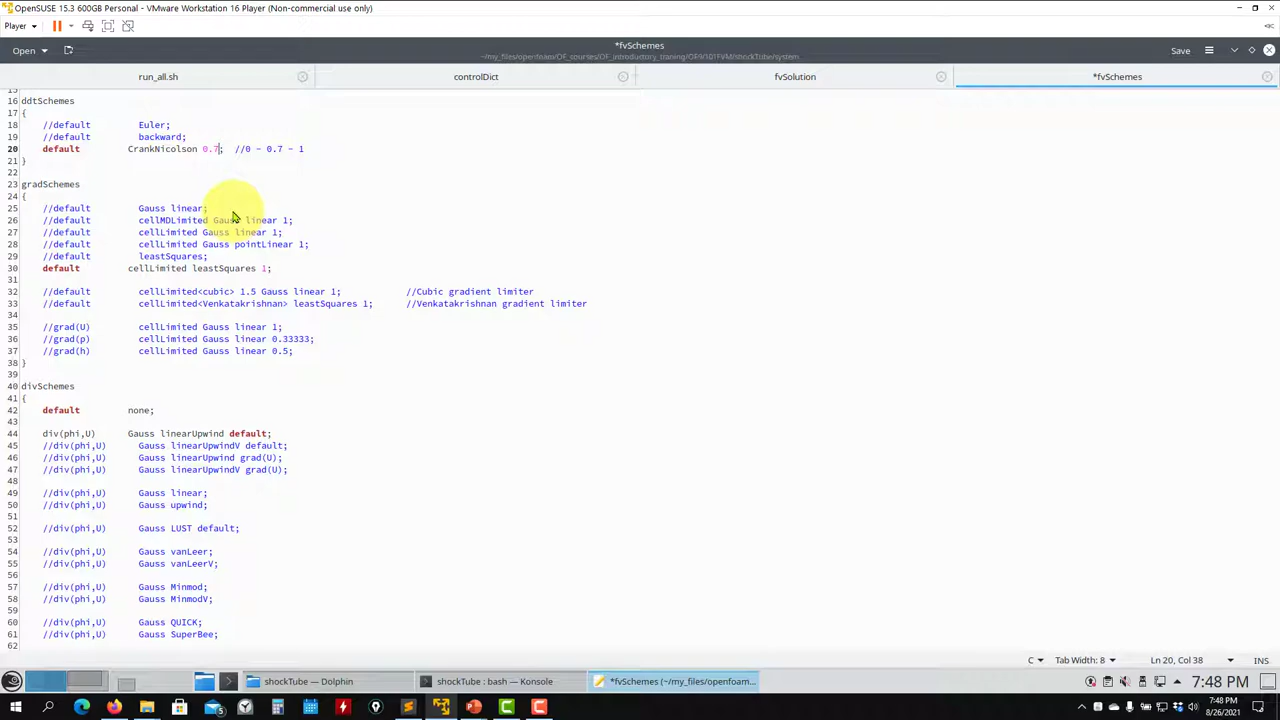 OpenSUSE 15.3 600GB Personal - VMware Workstation 16 Player (Non-commercial use only)
Player
Open
*fvSchemes
Save
run_all.sh
controlDict
fvSolution
*fvSchemes
15
16 ddtSchemes
17 {
18 //default Euler;
19 //default backward;
20 default CrankNicolson 0.7; //0 - 0.7 - 1
21 }
22
23 gradSchemes
24 {
25 //default Gauss linear;
26 //default cellMDLimited Gauss linear 1;
27 //default cellLimited Gauss linear 1;
28 //default cellLimited Gauss pointLinear 1;
29 //default leastSquares;
30 default cellLimited leastSquares 1;
31
32 //default cellLimited<cubic> 1.5 Gauss linear 1; //Cubic gradient limiter
33 //default cellLimited<Venkatakrishnan> leastSquares 1; //Venkatakrishnan gradient limiter
34
35 //grad(U) cellLimited Gauss linear 1;
36 //grad(p) cellLimited Gauss linear 0.33333;
37 //grad(h) cellLimited Gauss linear 0.5;
38 }
39
40 divSchemes
41 {
42 default none;
43
44 div(phi,U) Gauss linearUpwind default;
45 //div(phi,U) Gauss linearUpwindV default;
46 //div(phi,U) Gauss linearUpwind grad(U);
47 //div(phi,U) Gauss linearUpwindV grad(U);
48
49 //div(phi,U) Gauss linear;
50 //div(phi,U) Gauss upwind;
51
52 //div(phi,U) Gauss LUST default;
53
54 //div(phi,U) Gauss vanLeer;
55 //div(phi,U) Gauss vanLeerV;
56
57 //div(phi,U) Gauss Minmod;
58 //div(phi,U) Gauss MinmodV;
59
60 //div(phi,U) Gauss QUICK;
61 //div(phi,U) Gauss SuperBee;
62
C Tab Width: 8 Ln 20, Col 38 INS
shockTube — Dolphin
shockTube : bash — Konsole
*fvSchemes (~/my_files/openfoam...
7:48 PM
7:48 PM
8/26/2021